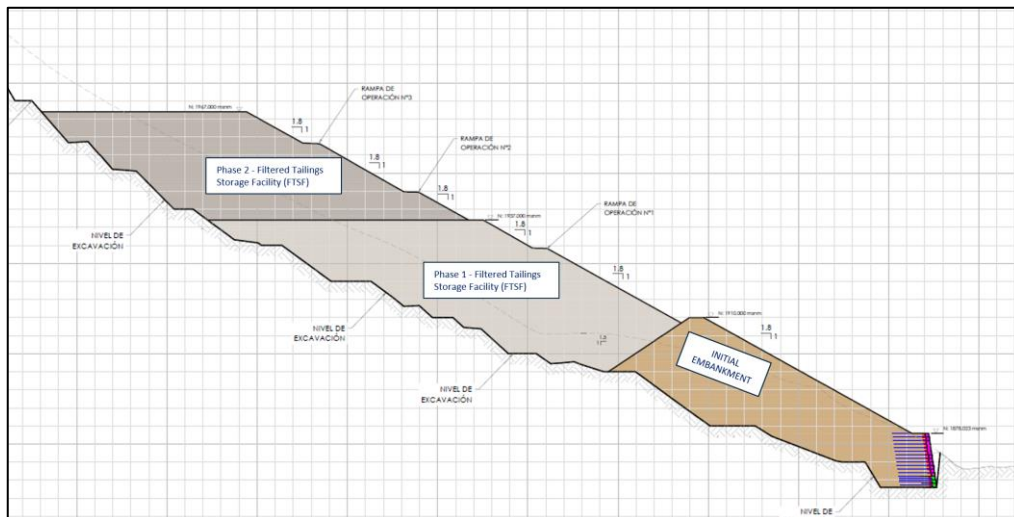 RAMPA DE
OPERACIÓN Nº3
N: 1967.000 msnm
1.8
1
RAMPA DE
OPERACIÓN Nº2
1.8
1
Phase 2 - Filtered Tailings
Storage Facility (FTSF)
1.8
1
RAMPA DE
OPERACIÓN Nº1
N: 1937.000 msnm
1.8
1
NIVEL DE
EXCAVACIÓN
Phase 1 - Filtered Tailings
Storage Facility (FTSF)
1.8
1
N: 1910.000 msnm
NIVEL DE
EXCAVACIÓN
1.8
1
INITIAL
EMBANKMENT
NIVEL DE
EXCAVACIÓN
NIVEL DE